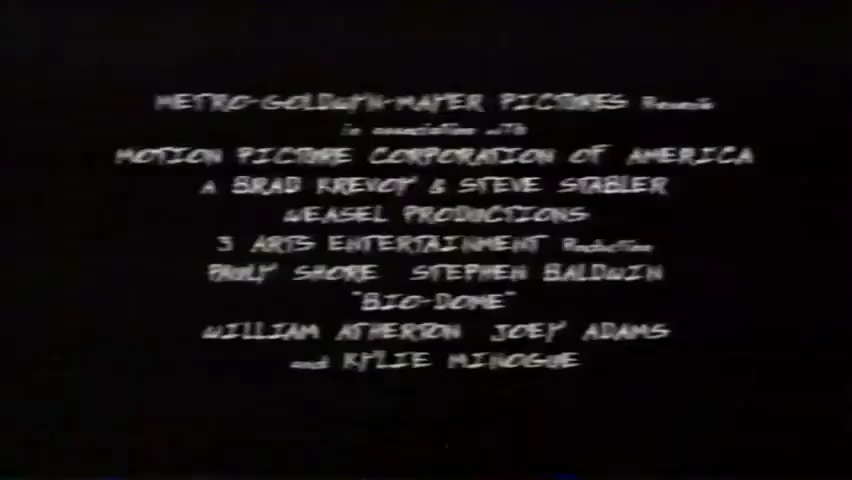 METRO-GOLDWYN-MAYER PICTURES Presents
in association with
MOTION PICTURE CORPORATION OF AMERICA
A BRAD KREVOY & STEVE STABLER
WEASEL PRODUCTIONS
3 ARTS ENTERTAINMENT Production
PAULY SHORE STEPHEN BALDWIN
"BIO-DOME"
WILLIAM ATHERTON JOEY ADAMS
and KYLIE MINOGUE